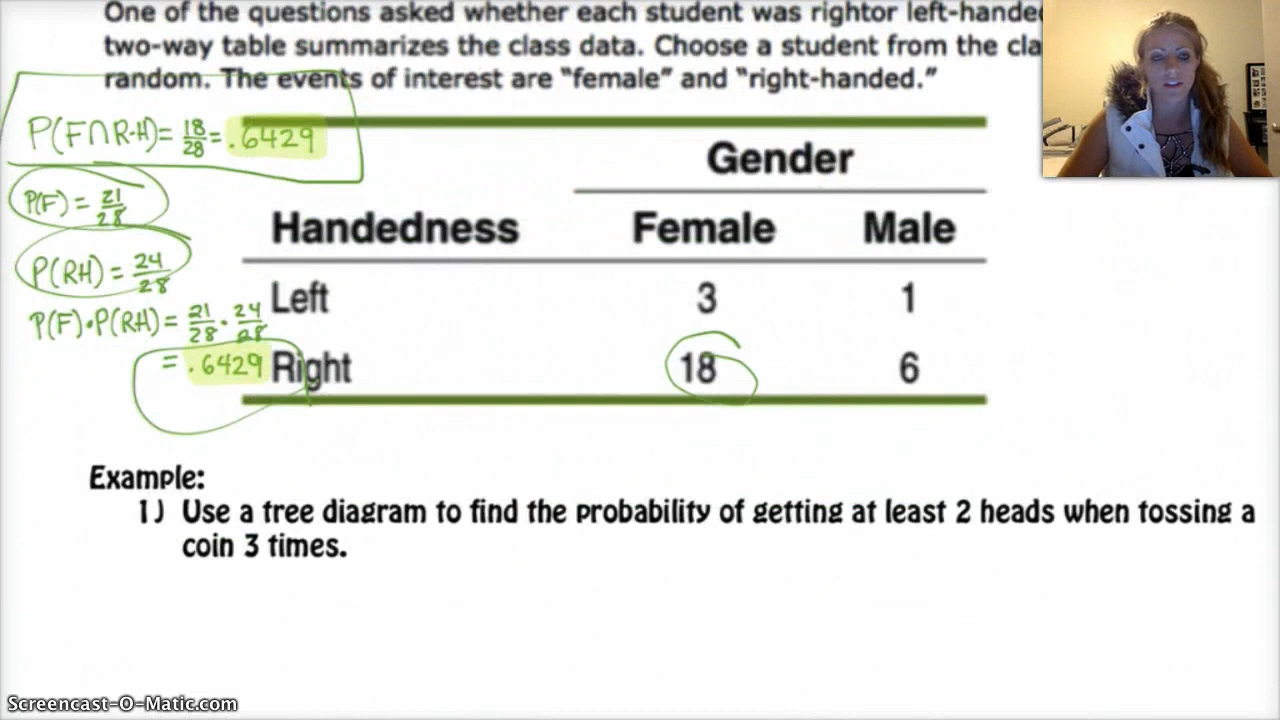 One of the questions asked whether each student was rightor left-hande
two-way table summarizes the class data. Choose a student from the cla
random. The events of interest are “female” and “right-handed.”
P(F∩R-H)= 18/28 = .6429
P(F) = 21/28
P(RH) = 24/28
P(F)•P(RH) = 21/28 • 24/28
= .6429
Gender
Handedness Female Male
Left 3 1
Right 18 6
Example:
1) Use a tree diagram to find the probability of getting at least 2 heads when tossing a
coin 3 times.
Screencast-O-Matic.com